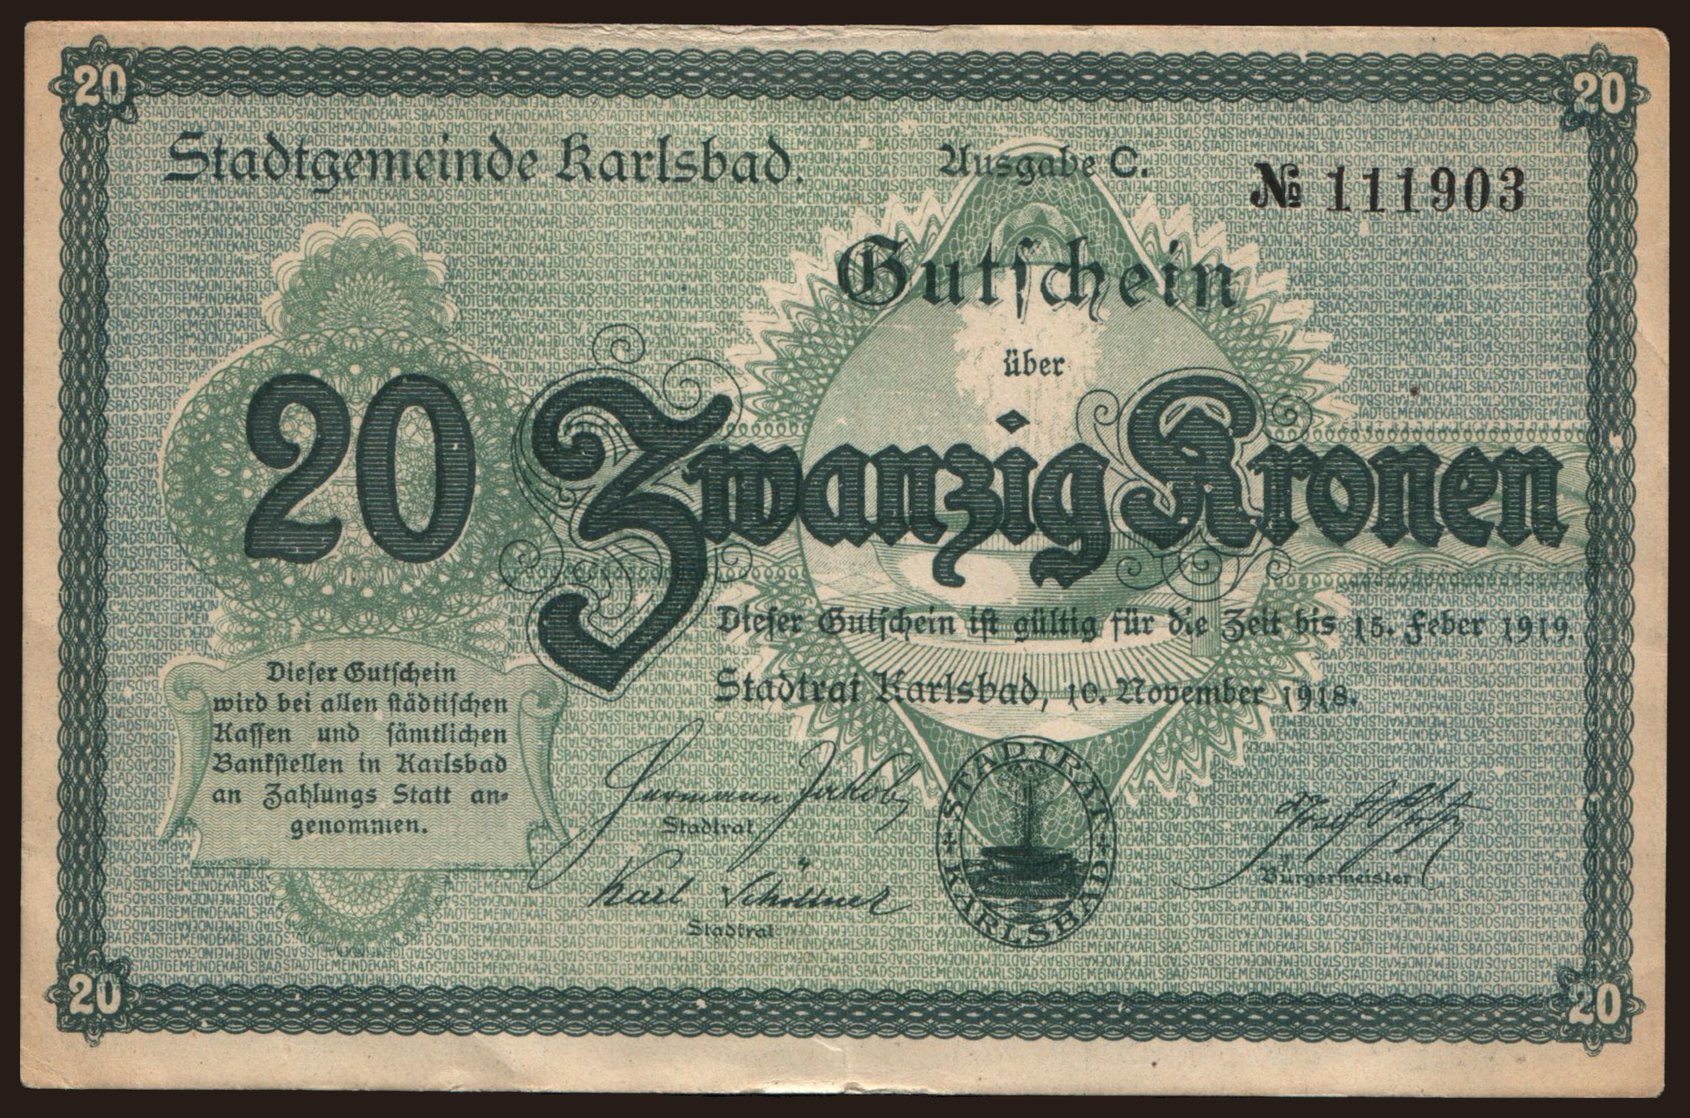 20
20
Stadtgemeinde Karlsbad.
Ausgabe C.
№ 111903
Gutschein
über
20 Zwanzig Kronen
Dieser Gutschein ist gültig für die Zeit bis 15. Feber 1919.
Stadtrat Karlsbad, 10. November 1918.
Dieser Gutschein
wird bei allen städtischen
Kassen und sämtlichen
Bankstellen in Karlsbad
an Zahlungs Statt an-
genommen.
Hermann Jakob
Stadtrat
Karl
Stadtrat
STADTRAT KARLSBAD
Bürgermeister
20
20